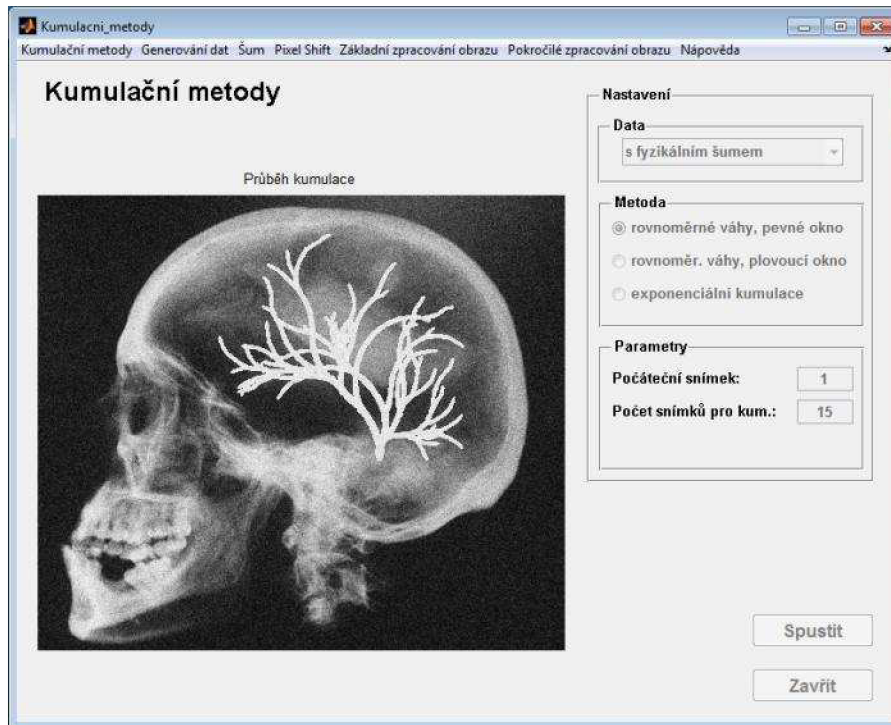 Kumulacni_metody
Kumulační metody Generování dat Šum Pixel Shift Základní zpracování obrazu Pokročilé zpracování obrazu Nápověda
Kumulační metody
Průběh kumulace
Nastavení
Data
s fyzikálním šumem
Metoda
rovnoměrné váhy, pevné okno
rovnoměr. váhy, plovoucí okno
exponenciální kumulace
Parametry
Počáteční snímek: 1
Počet snímků pro kum.: 15
Spustit
Zavřít